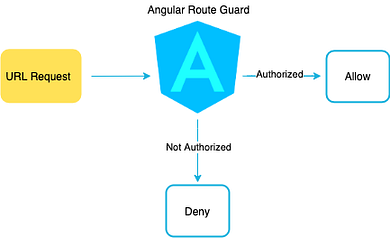 Angular Route Guard
URL Request
A
Authorized
Allow
Not Authorized
Deny